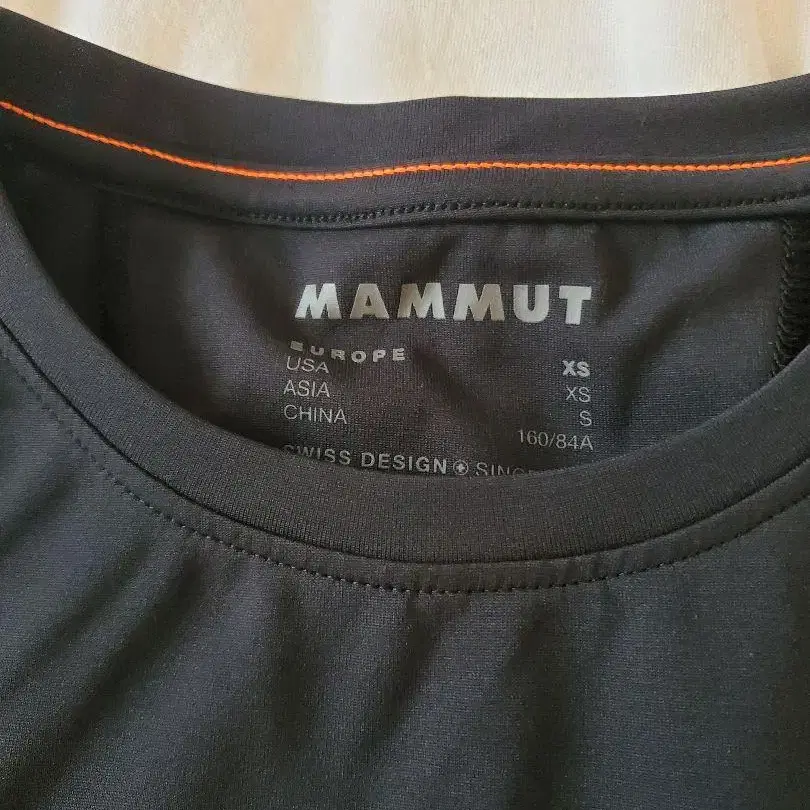 MAMMUT
EUROPE XS
USA XS
ASIA S
CHINA 160/84A
SWISS DESIGN